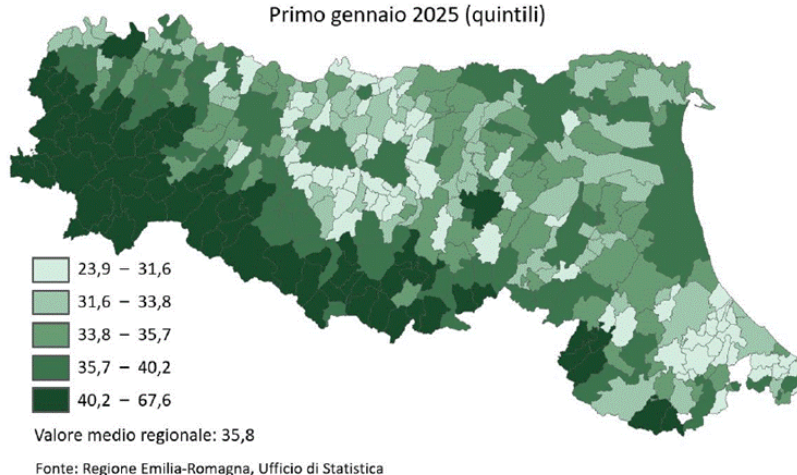 Primo gennaio 2025 (quintili)
23,9 – 31,6
31,6 – 33,8
33,8 – 35,7
35,7 – 40,2
40,2 – 67,6
Valore medio regionale: 35,8
Fonte: Regione Emilia-Romagna, Ufficio di Statistica